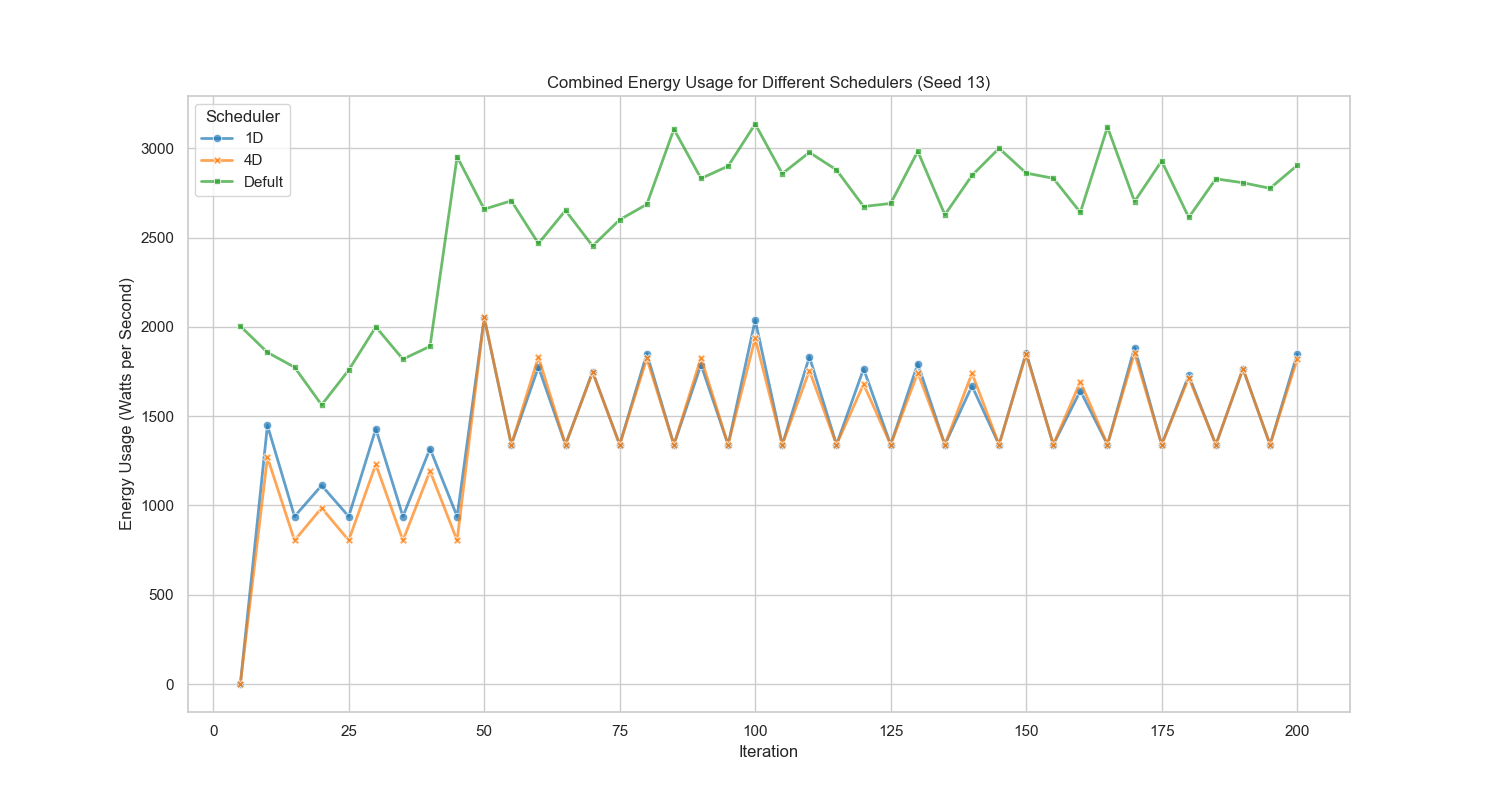 Combined Energy Usage for Different Schedulers (Seed 13)
Scheduler
1D
4D
Defult
Energy Usage (Watts per Second)
3000
2500
2000
1500
1000
500
0
0 25 50 75 100 125 150 175 200
Iteration